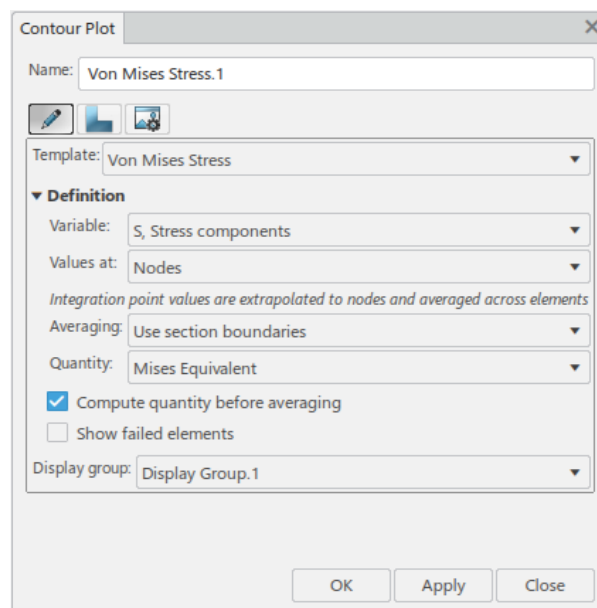 Contour Plot
Name: Von Mises Stress.1
Template: Von Mises Stress
Definition
Variable: S, Stress components
Values at: Nodes
Integration point values are extrapolated to nodes and averaged across elements
Averaging: Use section boundaries
Quantity: Mises Equivalent
Compute quantity before averaging
Show failed elements
Display group: Display Group.1
OK Apply Close